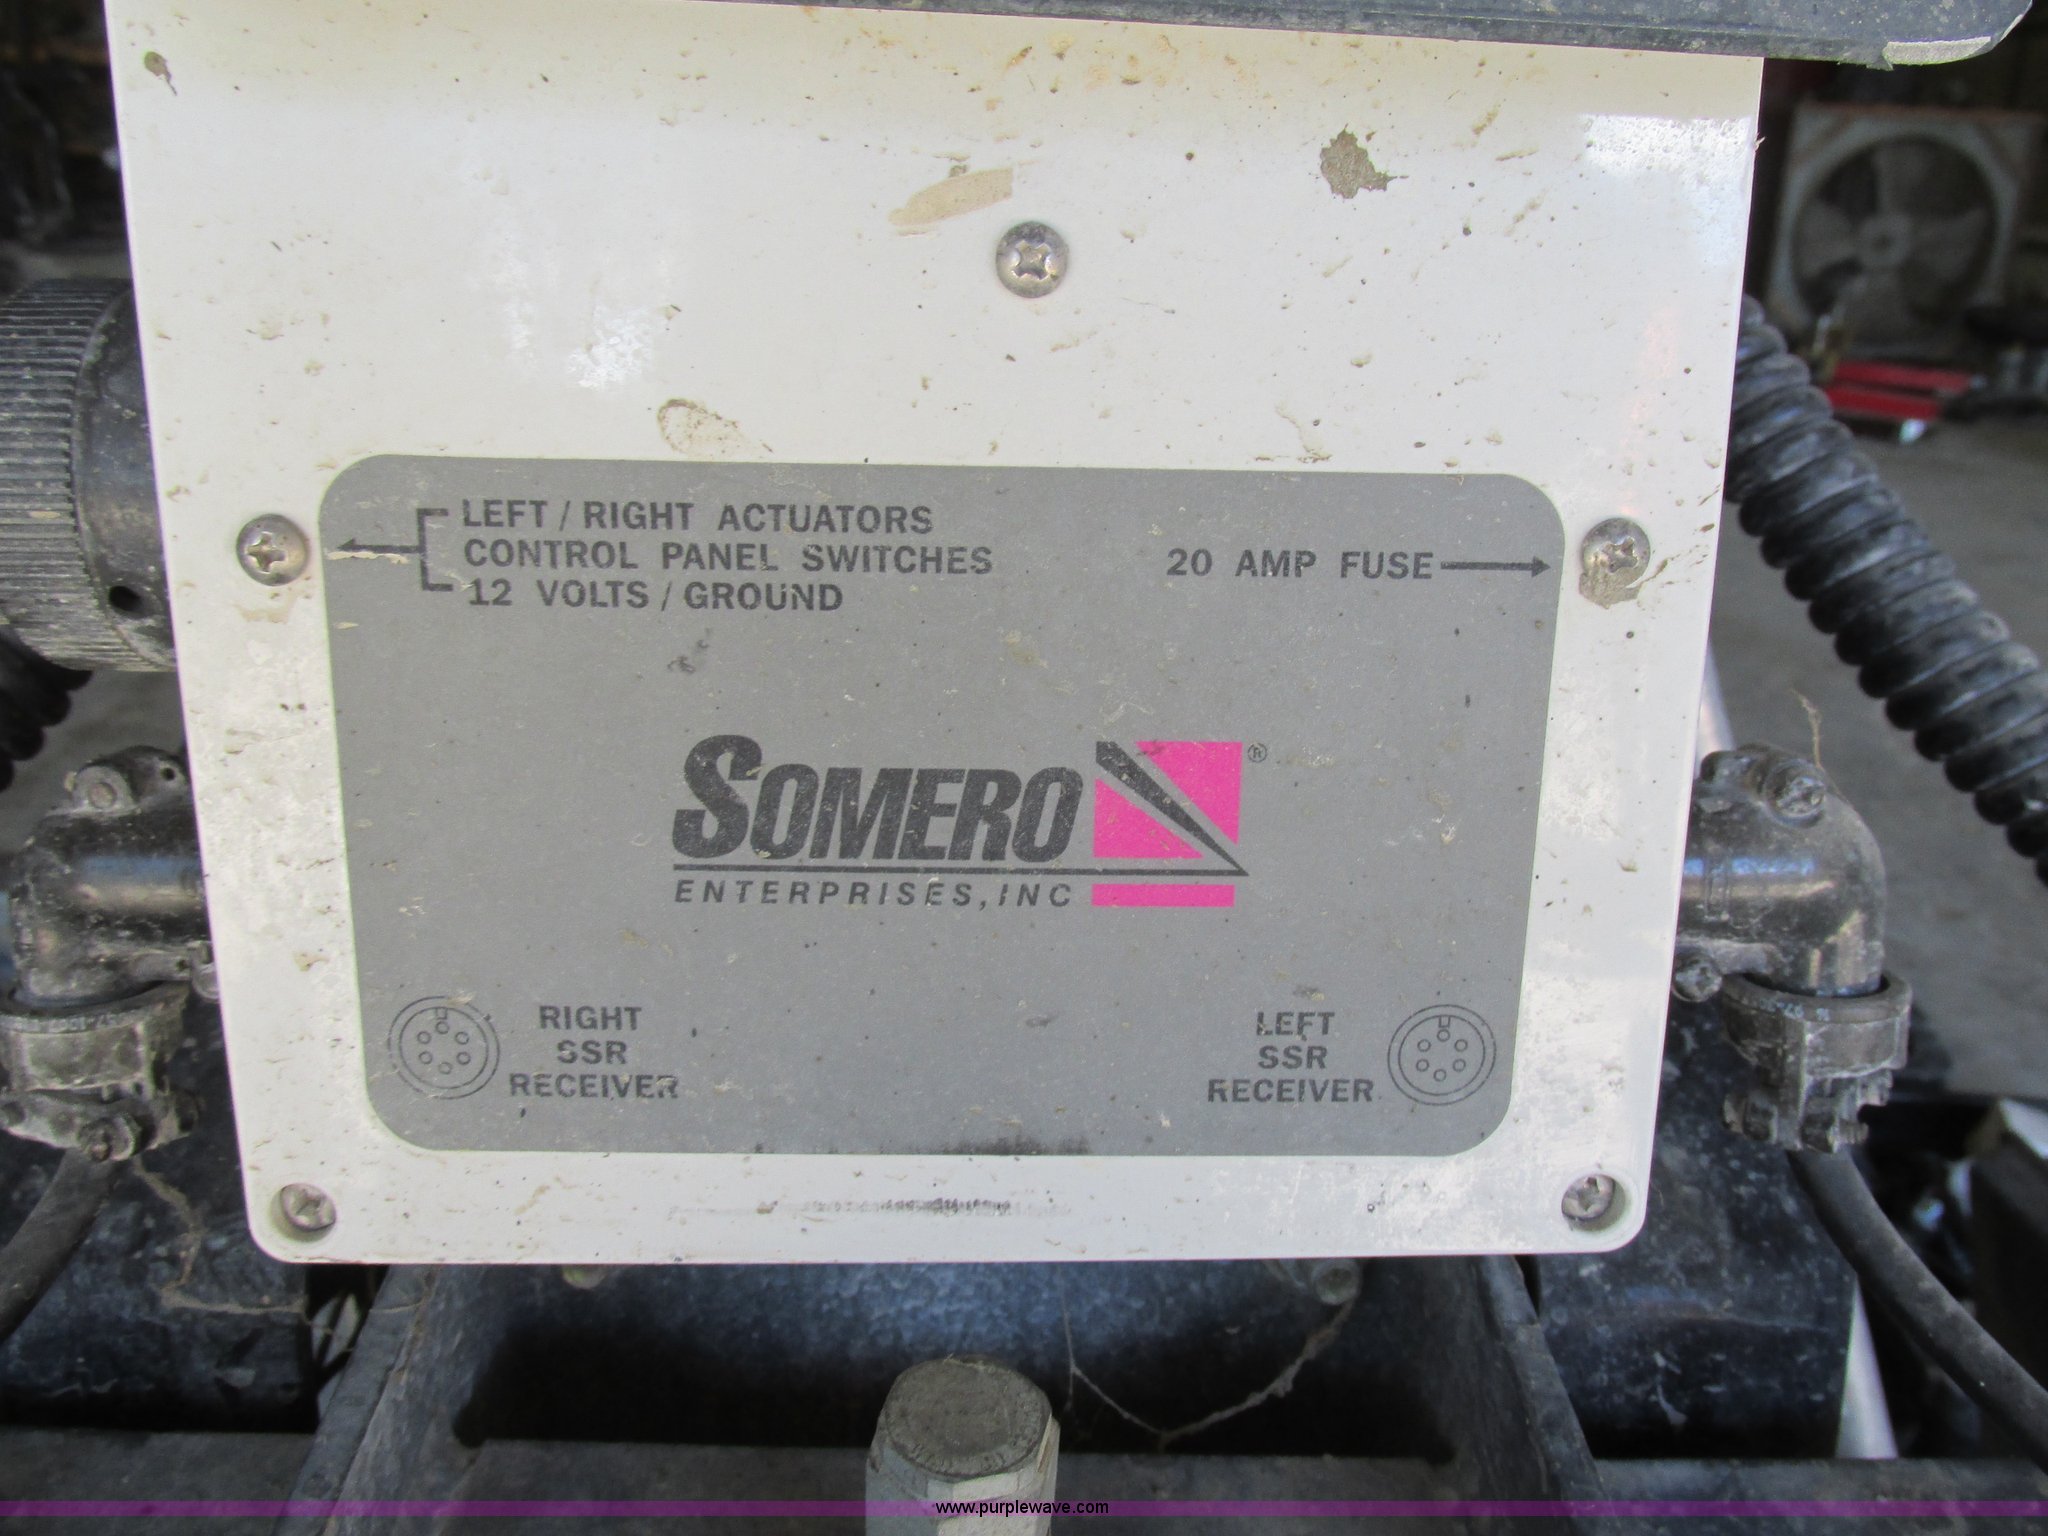 LEFT / RIGHT ACTUATORS
CONTROL PANEL SWITCHES
12 VOLTS / GROUND
20 AMP FUSE
SOMERO ®
ENTERPRISES, INC
RIGHT
SSR
RECEIVER
LEFT
SSR
RECEIVER
www.purplewave.com